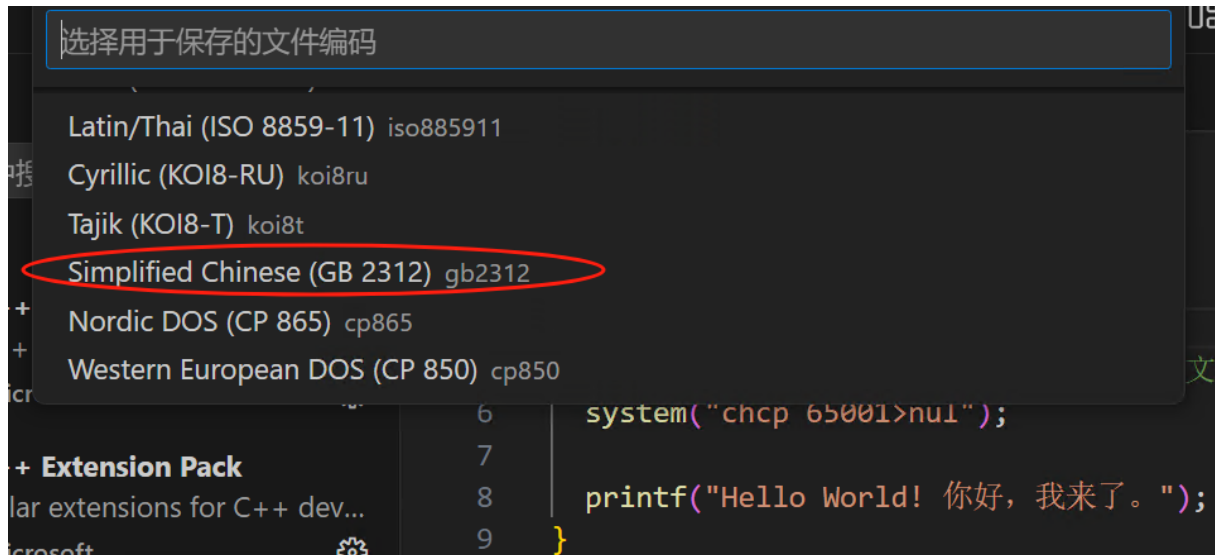 选择用于保存的文件编码
Latin/Thai (ISO 8859-11) iso885911
Cyrillic (KOI8-RU) koi8ru
Tajik (KOI8-T) koi8t
Simplified Chinese (GB 2312) gb2312
Nordic DOS (CP 865) cp865
Western European DOS (CP 850) cp850
文
6 system("chcp 65001>nul");
7
+ Extension Pack
8 printf("Hello World! 你好，我来了。");
lar extensions for C++ dev...
9 }